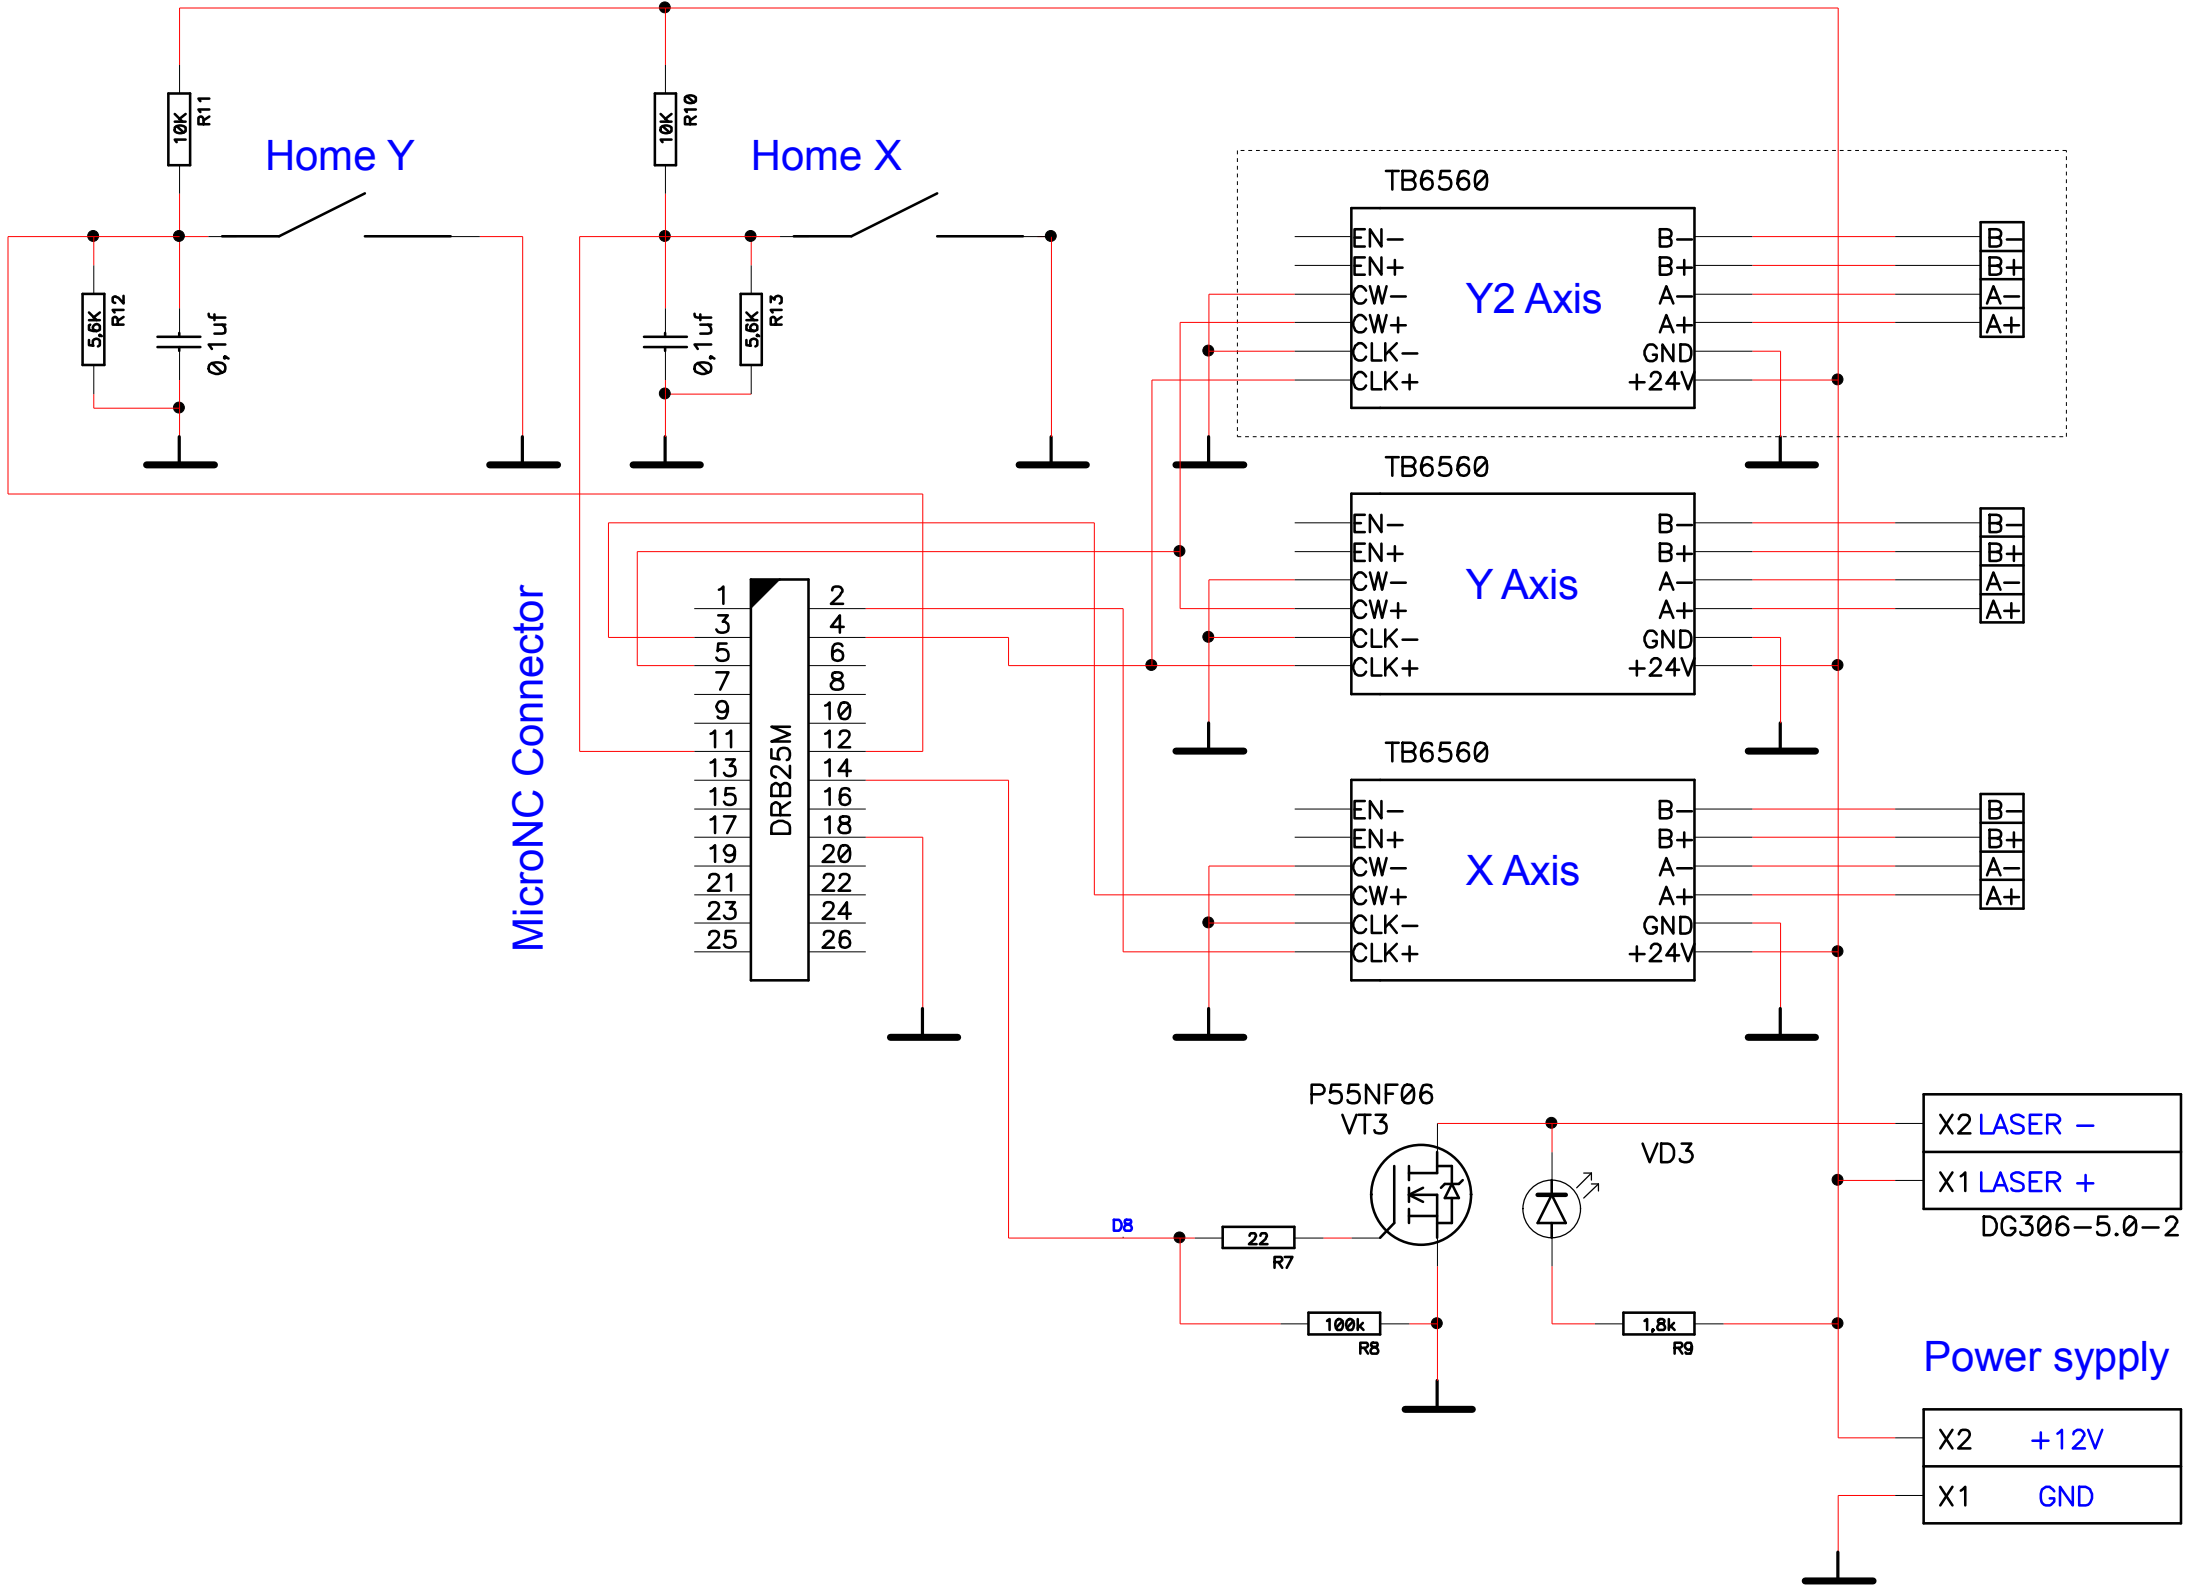 R11
10K
R10
10K
Home Y
Home X
R12
5,6K
0,1uf
0,1uf
R13
5,6K
TB6560
EN-
EN+
CW-
CW+
CLK-
CLK+
Y2 Axis
B-
B+
A-
A+
GND
+24V
B-
B+
A-
A+
TB6560
EN-
EN+
CW-
CW+
CLK-
CLK+
Y Axis
B-
B+
A-
A+
GND
+24V
B-
B+
A-
A+
MicroNC Connector
DRB25M
1 2
3 4
5 6
7 8
9 10
11 12
13 14
15 16
17 18
19 20
21 22
23 24
25 26
TB6560
EN-
EN+
CW-
CW+
CLK-
CLK+
X Axis
B-
B+
A-
A+
GND
+24V
B-
B+
A-
A+
P55NF06
VT3
VD3
X2 LASER -
X1 LASER +
DG306-5.0-2
D8
22
R7
100k
R8
1,8k
R9
Power sypply
X2 +12V
X1 GND